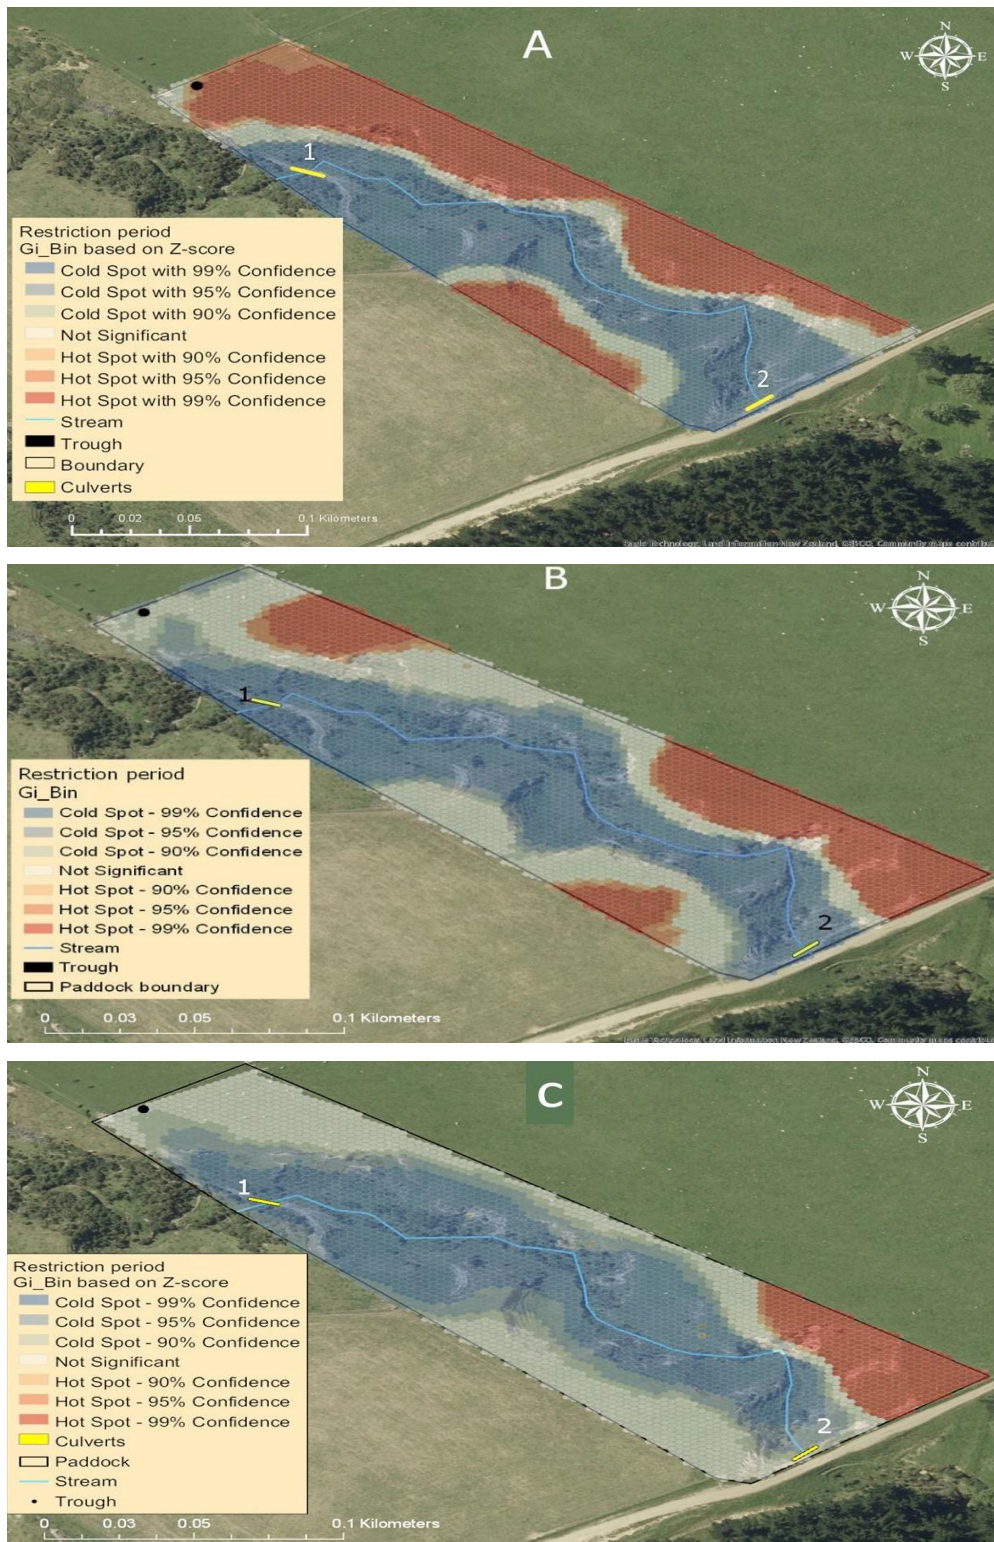 A
N
W E
S
1
2
Restriction period
Gi_Bin based on Z-score
Cold Spot with 99% Confidence
Cold Spot with 95% Confidence
Cold Spot with 90% Confidence
Not Significant
Hot Spot with 90% Confidence
Hot Spot with 95% Confidence
Hot Spot with 99% Confidence
Stream
Trough
Boundary
Culverts
0 0.02 0.05 0.1 Kilometers
B
N
W E
S
1
2
Restriction period
Gi_Bin
Cold Spot - 99% Confidence
Cold Spot - 95% Confidence
Cold Spot - 90% Confidence
Not Significant
Hot Spot - 90% Confidence
Hot Spot - 95% Confidence
Hot Spot - 99% Confidence
Stream
Trough
Paddock boundary
0 0.03 0.05 0.1 Kilometers
C
N
W E
S
1
2
Restriction period
Gi_Bin based on Z-score
Cold Spot - 99% Confidence
Cold Spot - 95% Confidence
Cold Spot - 90% Confidence
Not Significant
Hot Spot - 90% Confidence
Hot Spot - 95% Confidence
Hot Spot - 99% Confidence
Culverts
Paddock
Stream
Trough
0 0.03 0.05 0.1 Kilometers